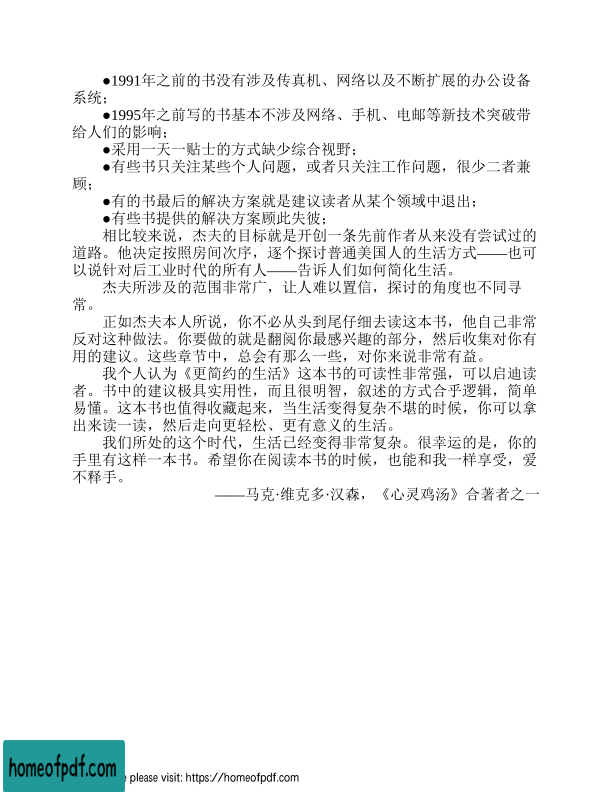 ●1991年之前的书没有涉及传真机、网络以及不断扩展的办公设备
系统；
●1995年之前写的书基本不涉及网络、手机、电邮等新技术突破带
给人们的影响；
●采用一天一贴士的方式缺少综合视野；
●有些书只关注某些个人问题，或者只关注工作问题，很少二者兼
顾；
●有的书最后的解决方案就是建议读者从某个领域中退出；
●有些书提供的解决方案顾此失彼；
相比较来说，杰夫的目标就是开创一条先前作者从来没有尝试过的
道路。他决定按照房间次序，逐个探讨普通美国人的生活方式——也可
以说针对后工业时代的所有人——告诉人们如何简化生活。
杰夫所涉及的范围非常广，让人难以置信，探讨的角度也不同寻
常。
正如杰夫本人所说，你不必从头到尾仔细去读这本书，他自己非常
反对这种做法。你要做的就是翻阅你最感兴趣的部分，然后收集对你有
用的建议。这些章节中，总会有那么一些，对你来说非常有益。
我个人认为《更简约的生活》这本书的可读性非常强，可以启迪读
者。书中的建议极具实用性，而且很明智，叙述的方式合乎逻辑，简单
易懂。这本书也值得收藏起来，当生活变得复杂不堪的时候，你可以拿
出来读一读，然后走向更轻松、更有意义的生活。
我们所处的这个时代，生活已经变得非常复杂。很幸运的是，你的
手里有这样一本书。希望你在阅读本书的时候，也能和我一样享受，爱
不释手。
——马克·维克多·汉森，《心灵鸡汤》合著者之一
homeofpdf.com
please visit: https://homeofpdf.com